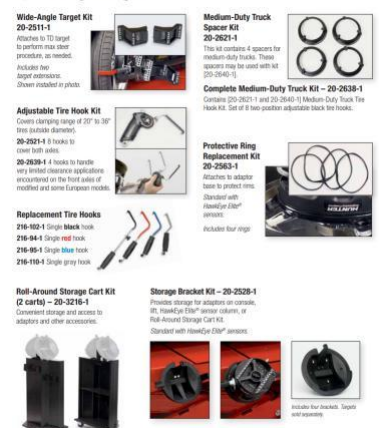 Wide-Angle Target Kit
20-2511-1
Attaches to TD target
to perform max steer
procedure, as needed.
Includes two
target extensions.
Shown installed in photo.
Medium-Duty Truck
Spacer Kit
20-2621-1
This kit contains 4 spacers for
medium-duty trucks. These
spacers may be used with kit
[20-2640-1].
Complete Medium-Duty Truck Kit – 20-2638-1
Contains [20-2621-1 and 20-2640-1] Medium-Duty Truck Tire
Hook Kit. Set of 8 two-position adjustable black tire hooks.
Adjustable Tire Hook Kit
Covers clamping range of 20" to 36"
tires (outside diameter).
20-2521-1 8 hooks to
cover both axles.
20-2639-1 4 hooks to handle
very limited clearance applications
encountered on the front axles of
modified and some European models.
Protective Ring
Replacement Kit
20-2563-1
Attaches to adaptor
base to protect rims.
Standard with
HawkEye Elite®
sensors.
Includes four rings
HUNTER
Replacement Tire Hooks
216-102-1 Single black hook
216-94-1 Single red hook
216-95-1 Single blue hook
216-110-1 Single gray hook
Roll-Around Storage Cart Kit
(2 carts) – 20-3216-1
Convenient storage and access to
adaptors and other accessories.
Storage Bracket Kit – 20-2528-1
Provides storage for adaptors on console,
lift, HawkEye Elite® sensor column, or
Roll-Around Storage Cart Kit.
Standard with HawkEye Elite® sensors.
Includes four brackets. Targets
sold separately.